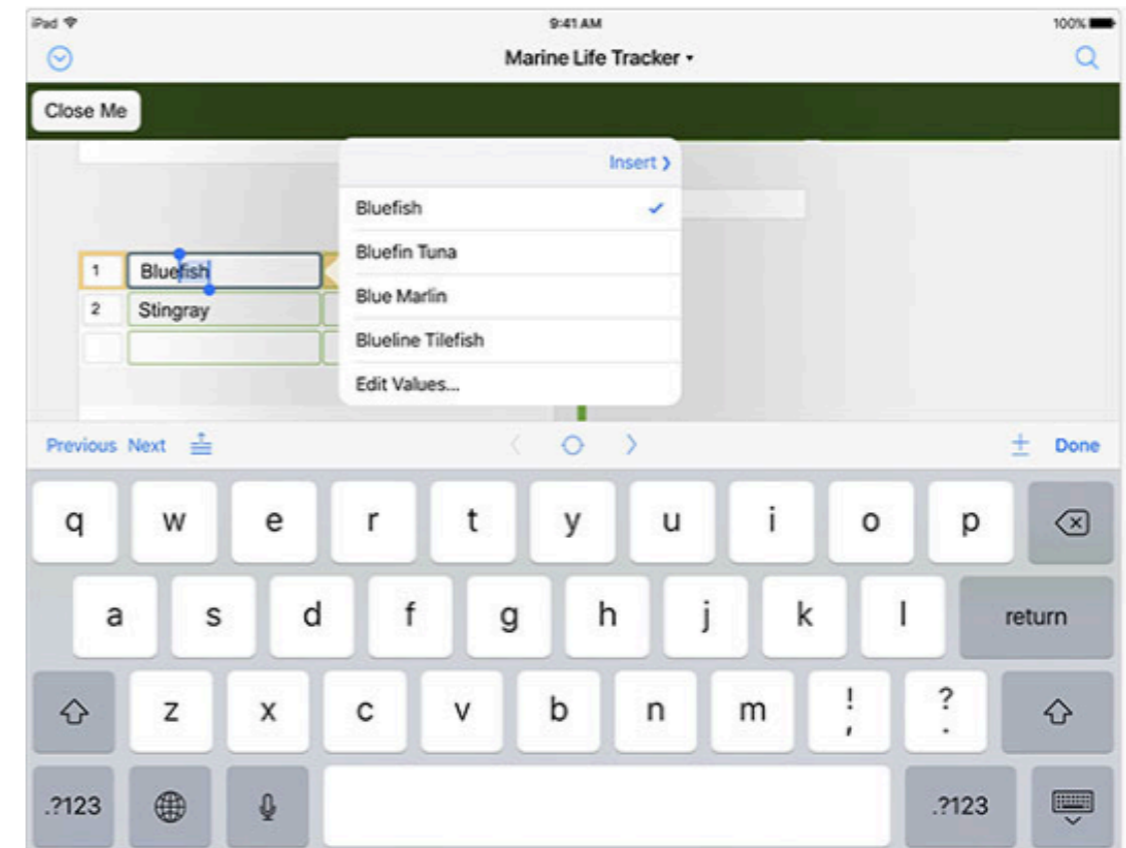 iPad 9:41 AM 100%
Marine Life Tracker
Close Me
Insert
Bluefish
Bluefin Tuna
1 Bluefish
Blue Marlin
2 Stingray
Blueline Tilefish
Edit Values...
Previous Next Done
q w e r t y u i o p
a s d f g h j k l return
z x c v b n m ! , ? .
.?123 .?123